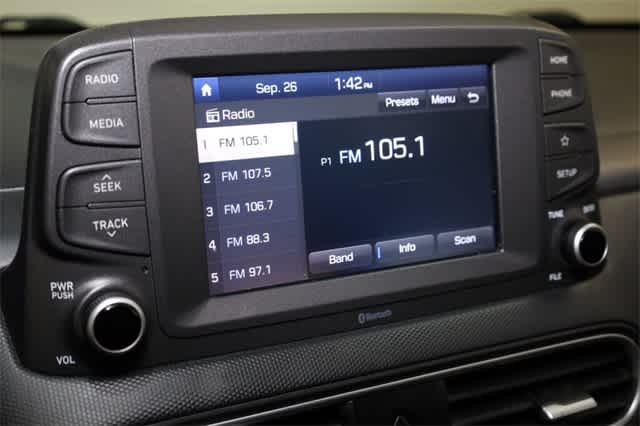 RADIO
MEDIA
SEEK
TRACK
PWR
PUSH
VOL
Sep. 26
1:42 PM
Radio
Presets
Menu
1 FM 105.1
2 FM 107.5
3 FM 106.7
4 FM 88.3
5 FM 97.1
P1 FM 105.1
Band
Info
Scan
HOME
PHONE
SETUP
TUNE
FILE
Bluetooth